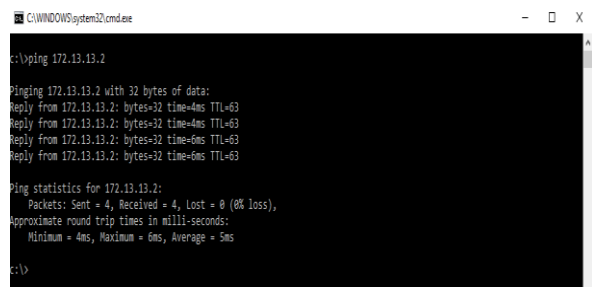 C:\WINDOWS\system32\cmd.exe
c:\>ping 172.13.13.2
Pinging 172.13.13.2 with 32 bytes of data:
Reply from 172.13.13.2: bytes=32 time=4ms TTL=63
Reply from 172.13.13.2: bytes=32 time=4ms TTL=63
Reply from 172.13.13.2: bytes=32 time=6ms TTL=63
Reply from 172.13.13.2: bytes=32 time=6ms TTL=63
Ping statistics for 172.13.13.2:
Packets: Sent = 4, Received = 4, Lost = 0 (0% loss),
Approximate round trip times in milli-seconds:
Minimum = 4ms, Maximum = 6ms, Average = 5ms
c:\>